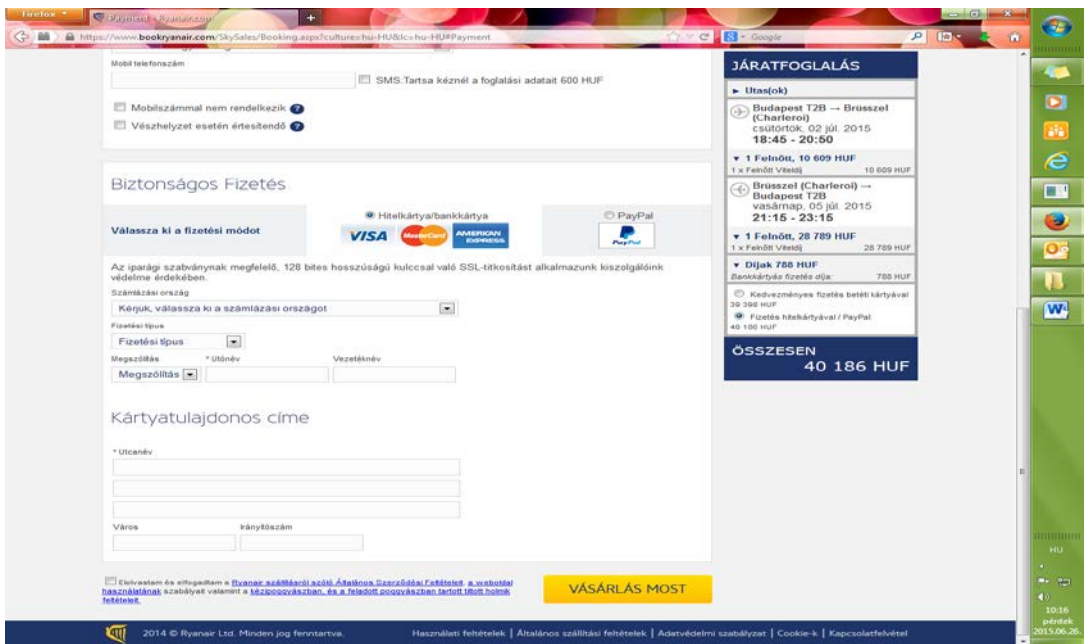 Firefox
Payment - Ryanair.com
https://www.bookryanair.com/SkySales/Booking.aspx?culture=hu-HU&lc=hu-HU#Payment
Google
Mobil telefonszám
SMS:Tartsa kéznél a foglalási adatait 600 HUF
Mobilszámmal nem rendelkezik
Vészhelyzet esetén értesítendő
Biztonságos Fizetés
Válassza ki a fizetési módot
Hitelkártya/bankkártya
VISA MasterCard AMERICAN EXPRESS
PayPal
PayPal
Az iparági szabványnak megfelelő, 128 bites hosszúságú kulccsal való SSL-titkosítást alkalmazunk kiszolgálóink
védelme érdekében.
Számlázási ország
Kérjük, válassza ki a számlázási országot
Fizetési típus
Fizetési típus
Megszólítás * Utónév Vezetéknév
Megszólítás
Kártyatulajdonos címe
* Utcanév
Város Irányítószám
Elolvastam és elfogadtam a Ryanair szállításról szóló Általános Szerződési Feltételeit, a weboldal
használatának szabályait valamint a kézipoggyászban, és a feladott poggyászban tartott tiltott holmik
feltételeit.
VÁSÁRLÁS MOST
JÁRATFOGLALÁS
Utas(ok)
Budapest T2B → Brüsszel
(Charleroi)
csütörtök, 02 júl. 2015
18:45 - 20:50
1 Felnőtt, 10 609 HUF
1 x Felnőtt Viteldíj 10 609 HUF
Brüsszel (Charleroi) →
Budapest T2B
vasárnap, 05 júl. 2015
21:15 - 23:15
1 Felnőtt, 28 789 HUF
1 x Felnőtt Viteldíj 28 789 HUF
Díjak 788 HUF
Bankkártyás fizetés díja: 788 HUF
Kedvezményes fizetés betéti kártyával
39 398 HUF
Fizetés hitelkártyával / PayPal
40 186 HUF
ÖSSZESEN
40 186 HUF
2014 © Ryanair Ltd. Minden jog fenntartva.
Használati feltételek | Általános szállítási feltételek | Adatvédelmi szabályzat | Cookie-k | Kapcsolatfelvétel
HU
10:16
péntek
2015.06.26.